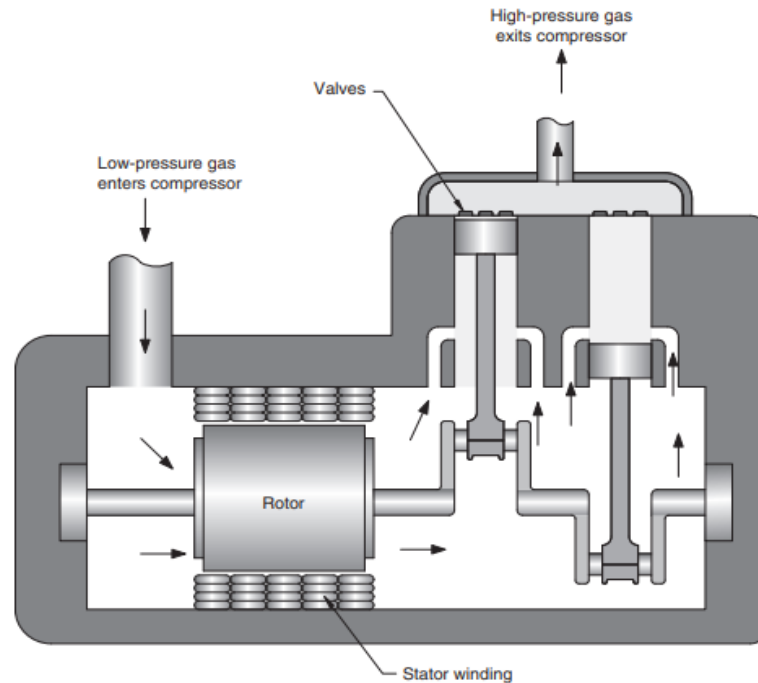 High-pressure gas
exits compressor
Valves
Low-pressure gas
enters compressor
Rotor
Stator winding